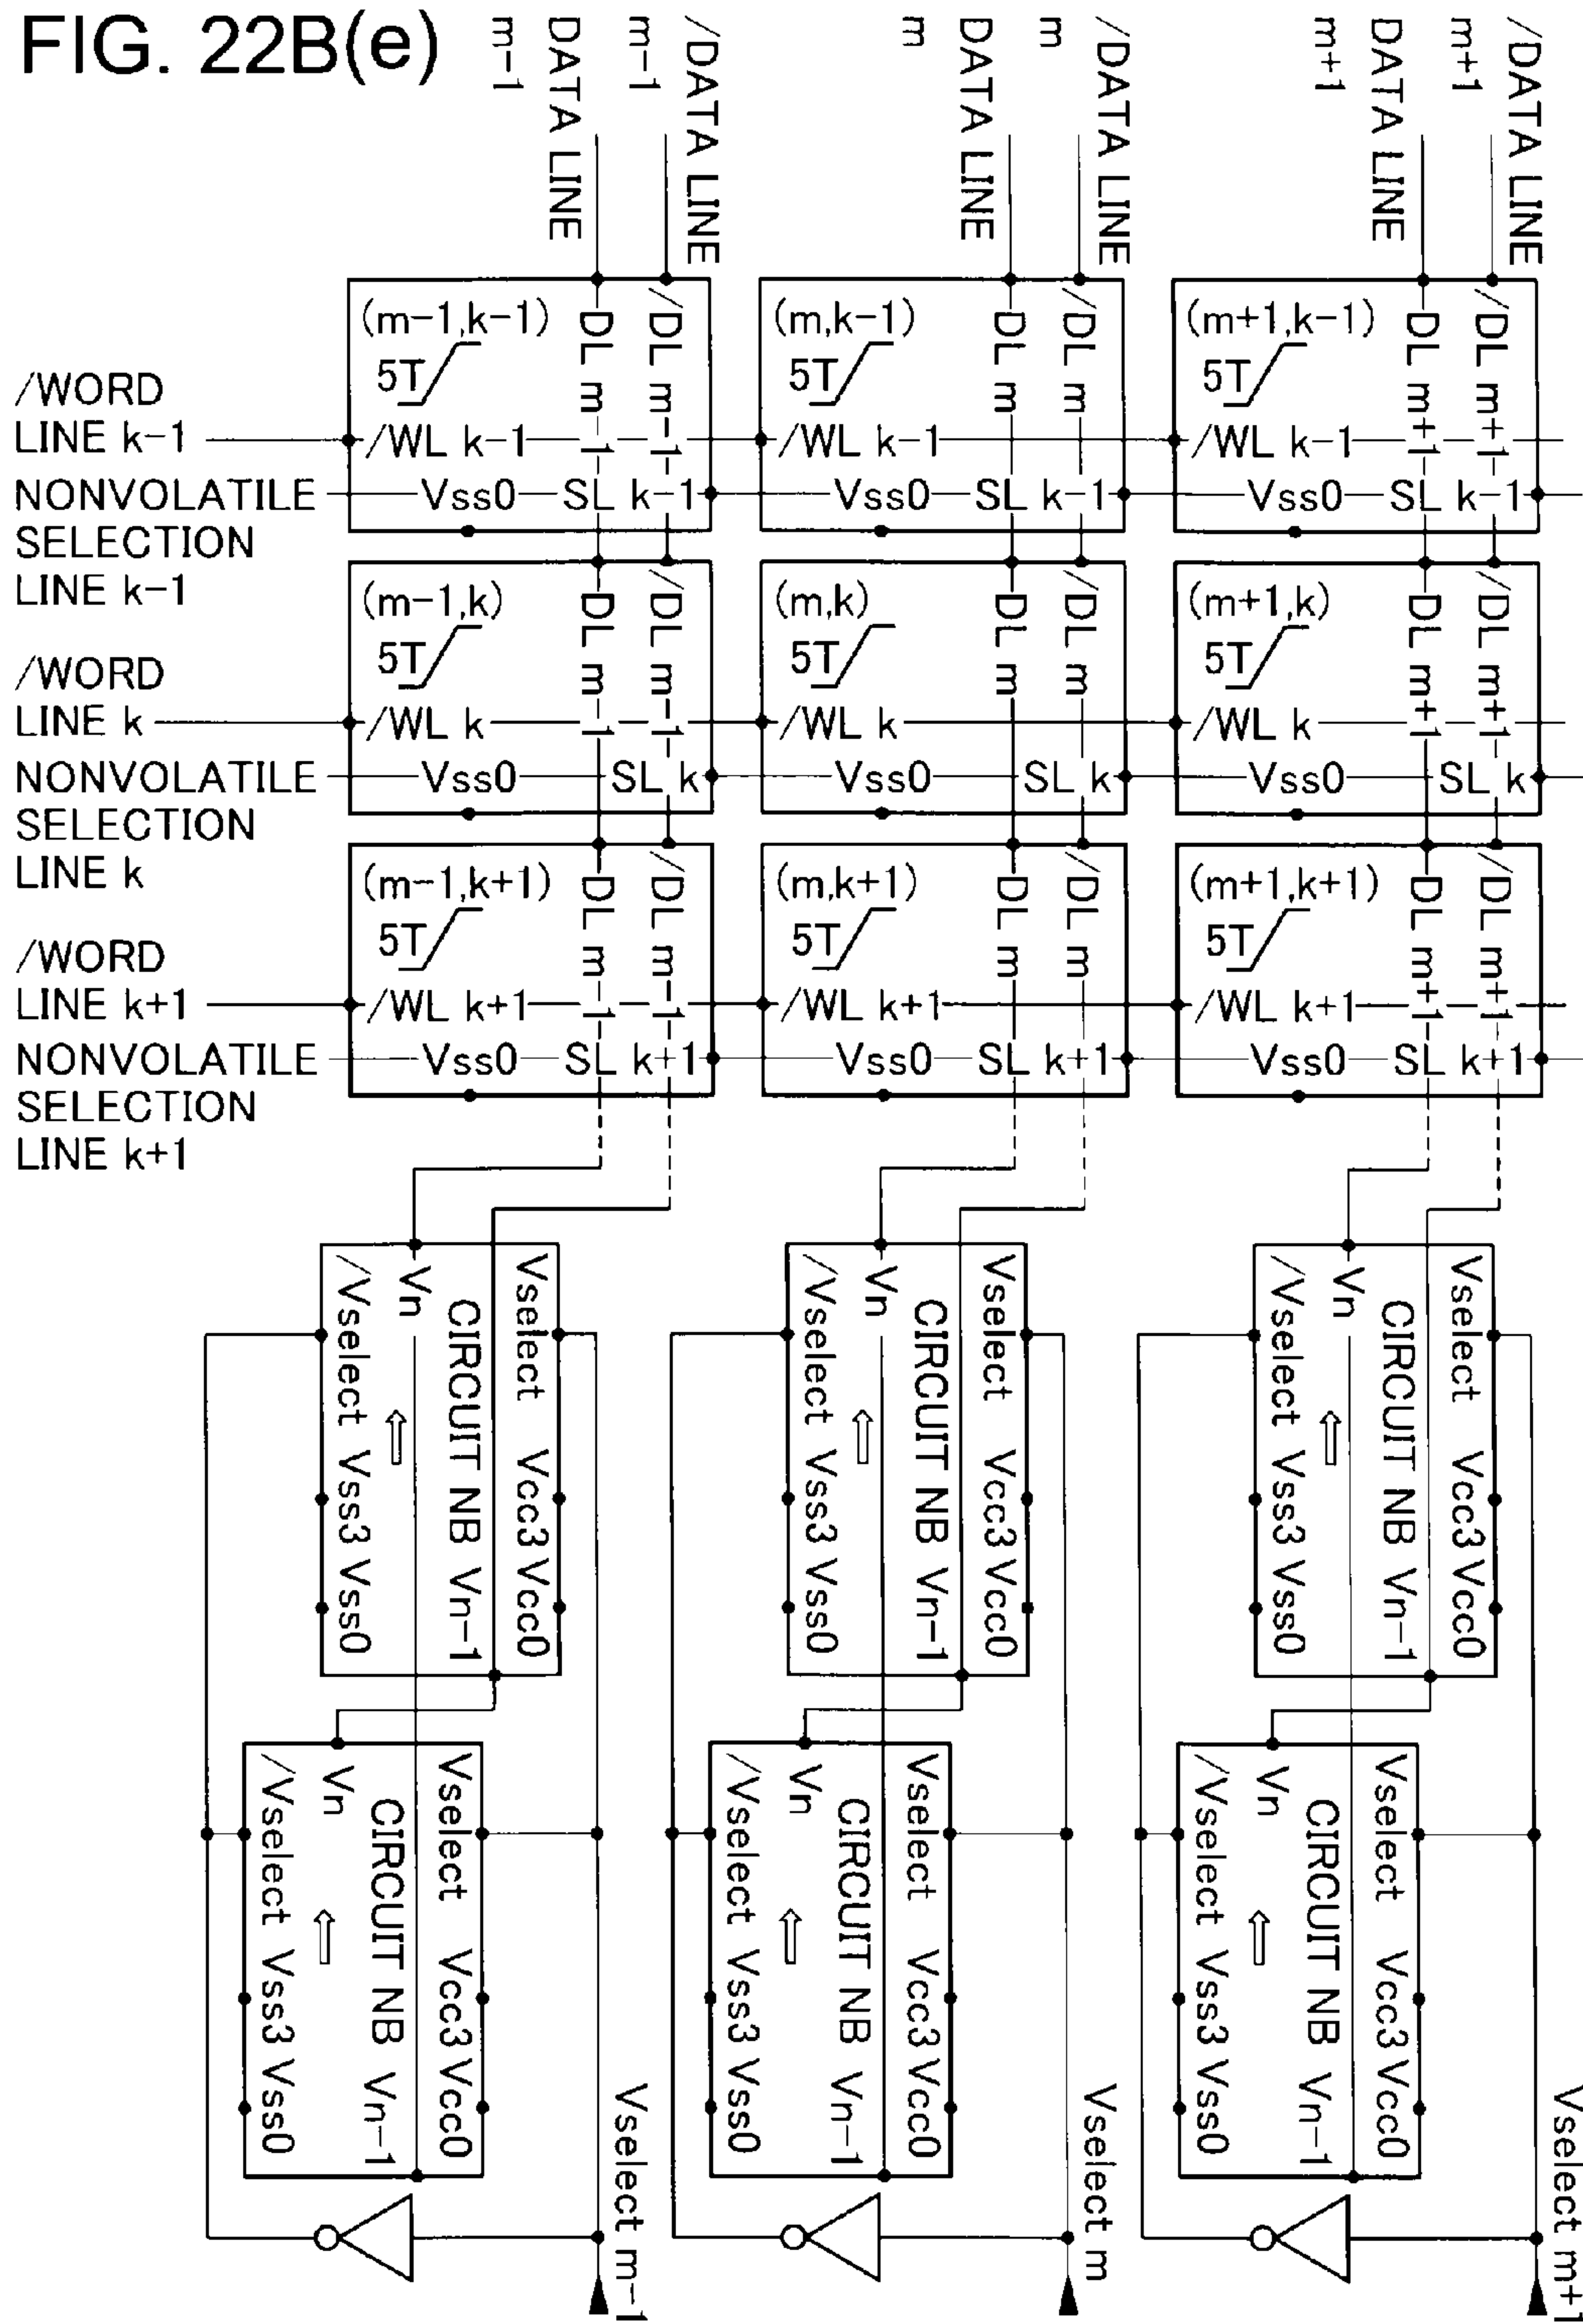 FIG. 22B(e)
DATA LINE
m-1
/DATA LINE
m-1
DATA LINE
m
/DATA LINE
m
DATA LINE
m+1
/DATA LINE
m+1
/WORD
LINE k-1
NONVOLATILE
SELECTION
LINE k-1
(m-1,k-1)
5T
DL m-1
/DL m-1
/WL k-1
Vss0
SL k-1
(m,k-1)
5T
DL m
/DL m
/WL k-1
Vss0
SL k-1
(m+1,k-1)
5T
DL m+1
/DL m+1
/WL k-1
Vss0
SL k-1
/WORD
LINE k
NONVOLATILE
SELECTION
LINE k
(m-1,k)
5T
DL m-1
/DL m-1
/WL k
Vss0
SL k
(m,k)
5T
DL m
/DL m
/WL k
Vss0
SL k
(m+1,k)
5T
DL m+1
/DL m+1
/WL k
Vss0
SL k
/WORD
LINE k+1
NONVOLATILE
SELECTION
LINE k+1
(m-1,k+1)
5T
DL m-1
/DL m-1
/WL k+1
Vss0
SL k+1
(m,k+1)
5T
DL m
/DL m
/WL k+1
Vss0
SL k+1
(m+1,k+1)
5T
DL m+1
/DL m+1
/WL k+1
Vss0
SL k+1
Vselect Vcc3 Vcc0
CIRCUIT NB Vn-1
Vn
/Vselect Vss3 Vss0
Vselect Vcc3 Vcc0
CIRCUIT NB Vn-1
Vn
/Vselect Vss3 Vss0
Vselect Vcc3 Vcc0
CIRCUIT NB Vn-1
Vn
/Vselect Vss3 Vss0
Vselect Vcc3 Vcc0
CIRCUIT NB Vn-1
Vn
/Vselect Vss3 Vss0
Vselect Vcc3 Vcc0
CIRCUIT NB Vn-1
Vn
/Vselect Vss3 Vss0
Vselect Vcc3 Vcc0
CIRCUIT NB Vn-1
Vn
/Vselect Vss3 Vss0
Vselect m-1
Vselect m
Vselect m+1